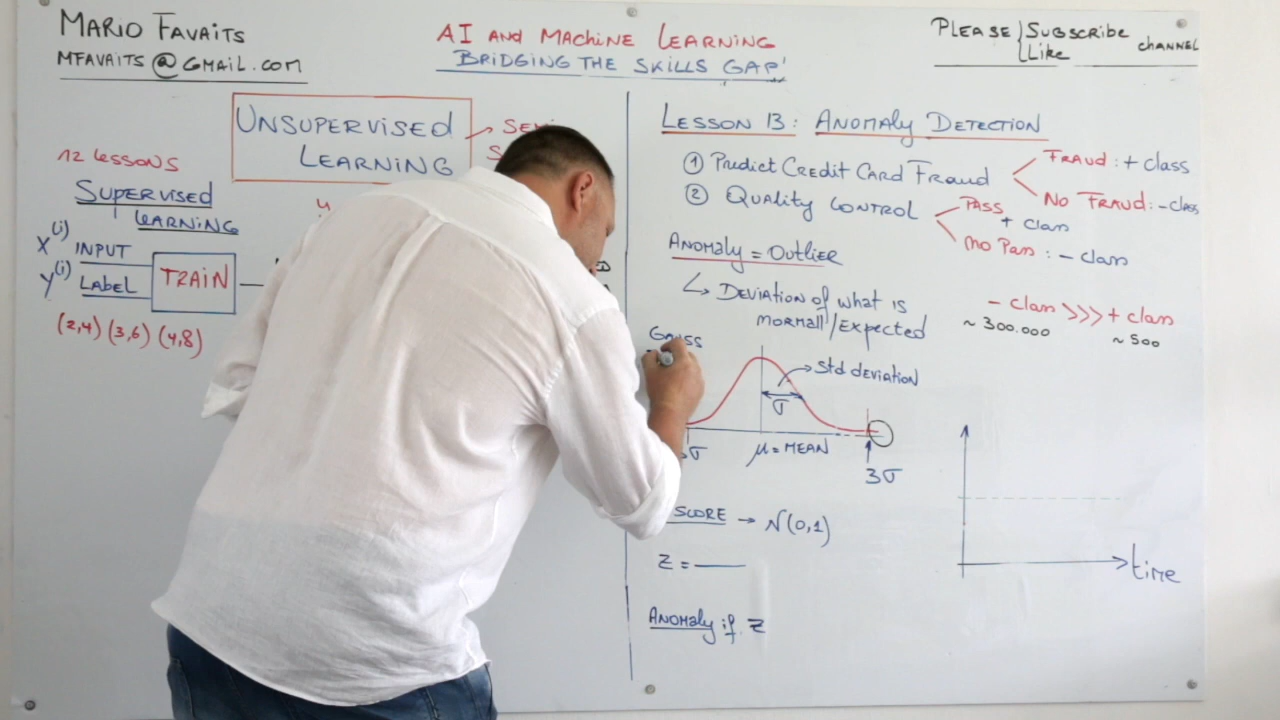 MARIO FAVAITS
MFAVAITS@GMAIL.COM
AI AND MACHINE LEARNING
BRIDGING THE SKILLS GAP'
PLEASE Subscribe
Like
CHANNEL
UNSUPERVISED
LEARNING
12 LESSONS
SUPERVISED
LEARNING
X(i) INPUT
Y(i) Label
TRAIN
(2,4) (3,6) (4,8)
LESSON 13: ANOMALY DETECTION
① Predict Credit Card Fraud
FRAUD: + class
No FRAUD: - class
② Quality Control
PASS
+ class
No Pass: - class
ANOMALY = OUTLIER
DEVIATION of what is
NORMAll/Expected
- class >>> + class
~ 300.000
~ 500
GAUSS
Std deviation
σ
μ = MEAN
3σ
SCORE → N(0,1)
Z =
ANOMALY if Z
time